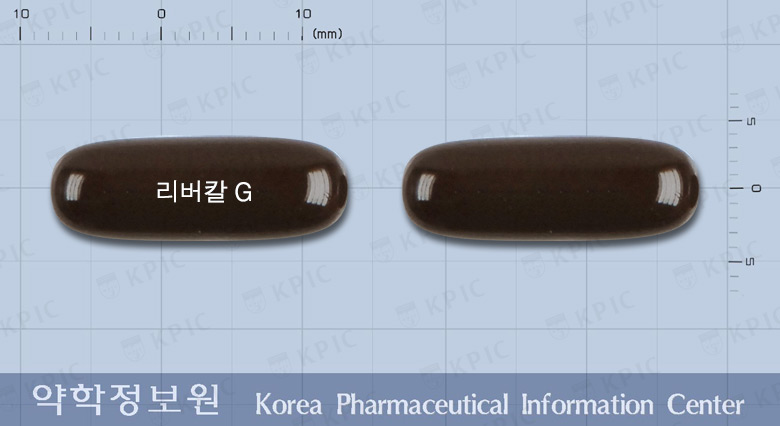 10 0 10
(mm)
KPIC
5
0
5
리버칼 G
약학정보원 Korea Pharmaceutical Information Center